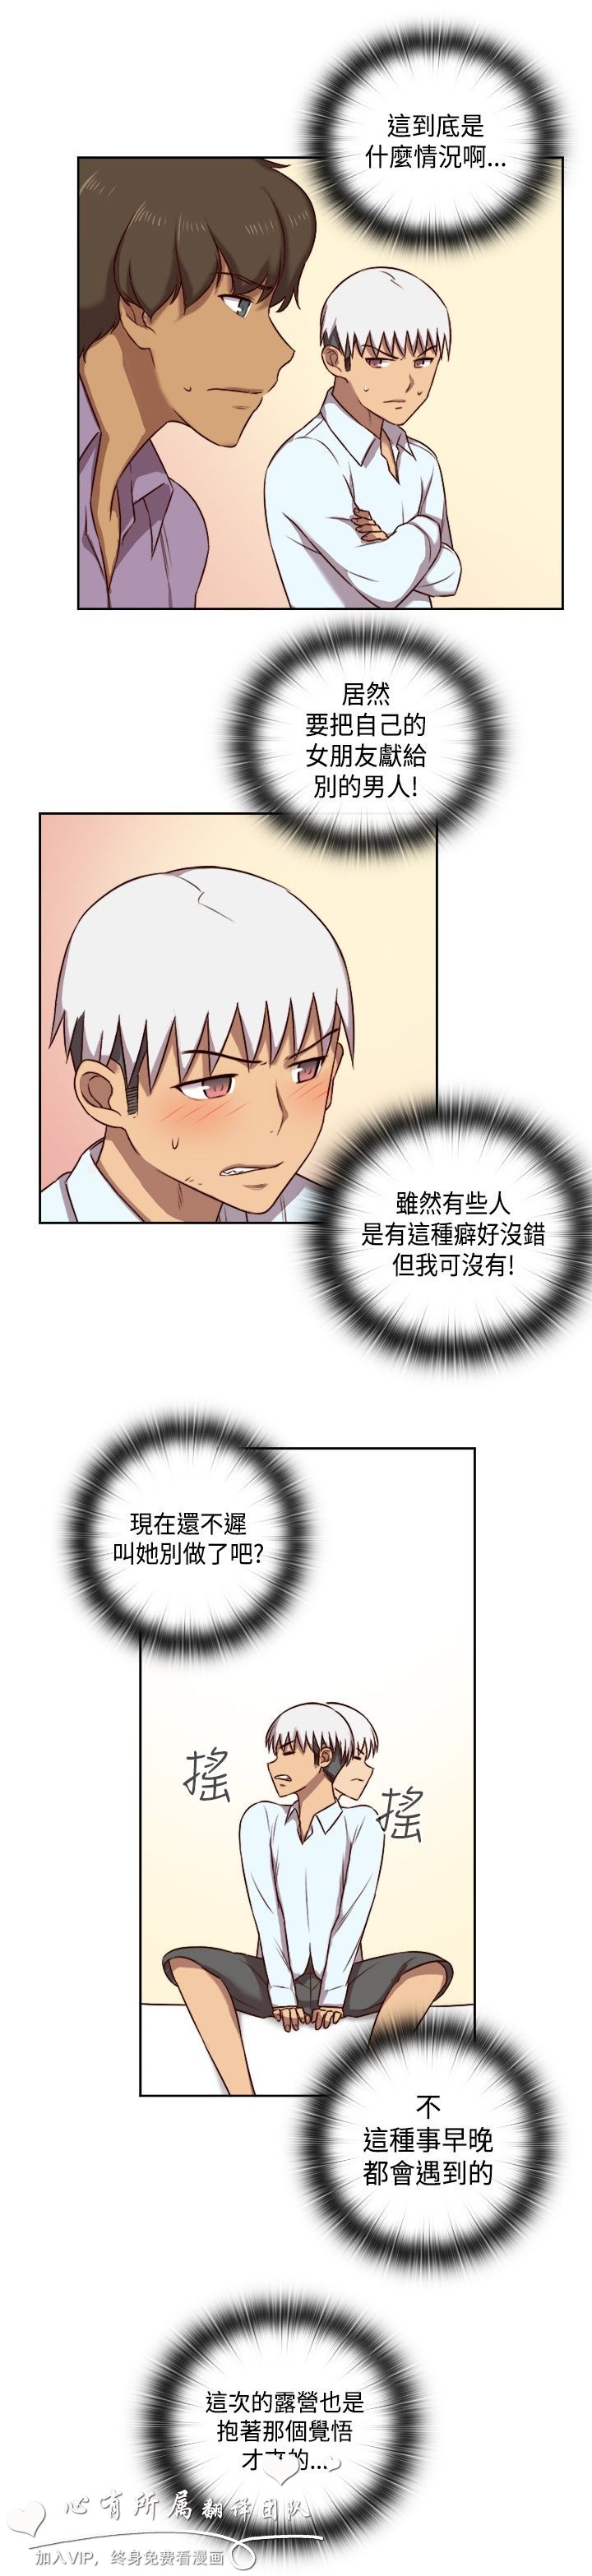 這到底是
什麼情況啊...
居然
要把自己的
女朋友獻給
別的男人!
雖然有些人
是有這種癖好沒錯
但我可沒有!
現在還不遲
叫她別做了吧?
搖
搖
不
這種事早晚
都會遇到的
這次的露營也是
抱著那個覺悟
才 的...
心有所属翻译团队
加入VIP，终身免费看漫画